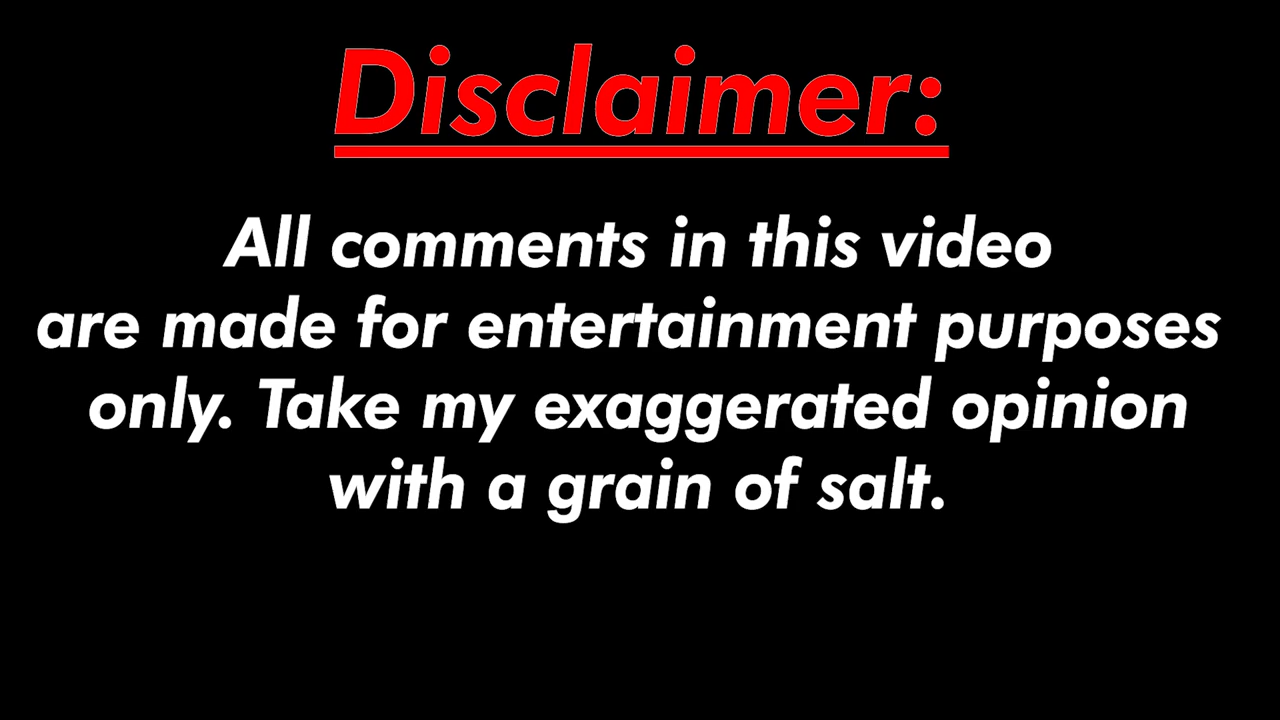 Disclaimer:
All comments in this video
are made for entertainment purposes
only. Take my exaggerated opinion
with a grain of salt.